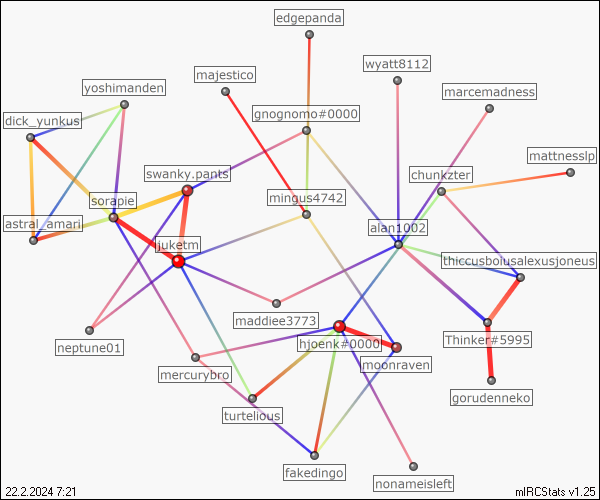 edgepanda
wyatt8112
majestico
yoshimanden
marcemadness
gnognomo#0000
dick_yunkus
mattnesslp
swanky.pants
chunkzter
sorapie
mingus4742
astral_amari
alan1002
juketm
thiccusbolusalexusjoneus
maddiee3773
neptune01
hjoenk#0000
Thinker#5995
moonraven
mercurybro
gorudenneko
turtelious
fakedingo
nonameisleft
22.2.2024 7:21
mIRCStats v1.25